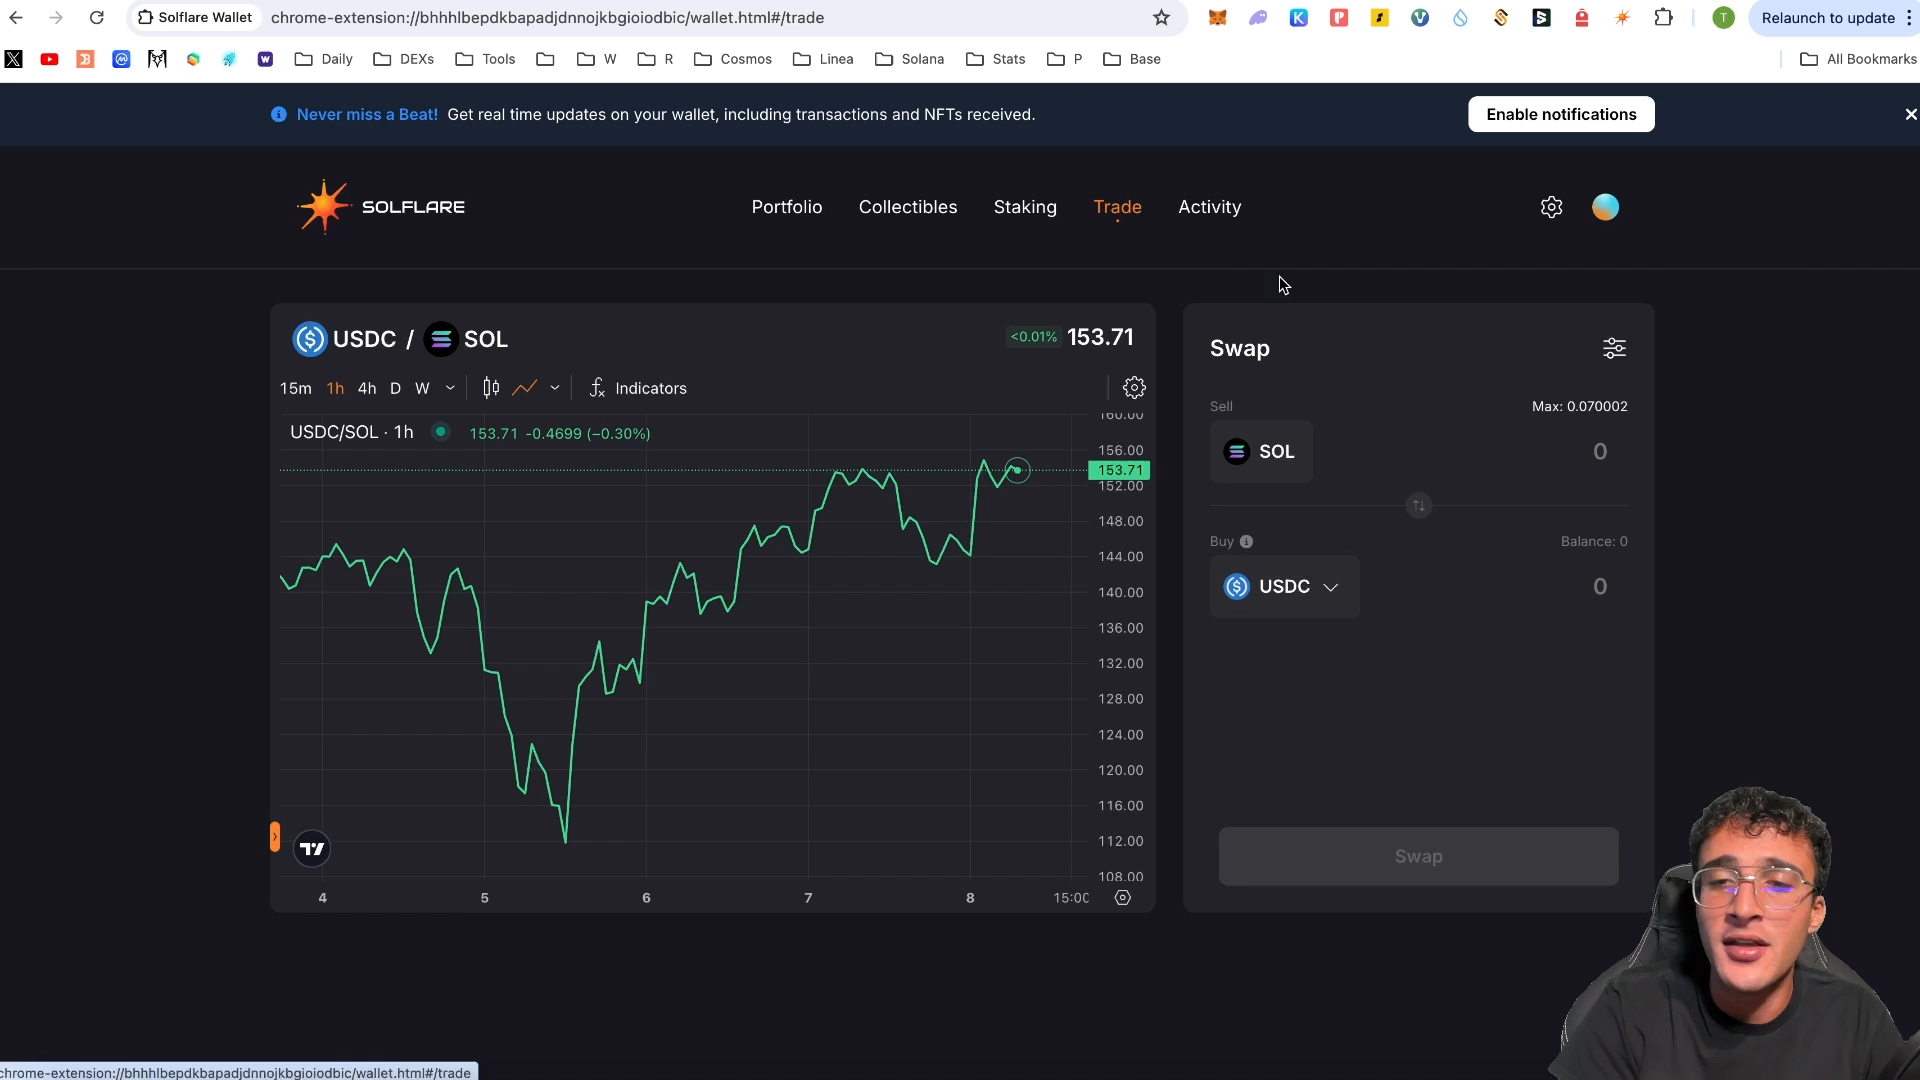 Solflare Wallet
chrome-extension://bhhhlbepdkbapadjdnnojkbgioiodbic/wallet.html#/trade
T
Relaunch to update
Daily
DEXs
Tools
W
R
Cosmos
Linea
Solana
Stats
P
Base
All Bookmarks
Never miss a Beat! Get real time updates on your wallet, including transactions and NFTs received.
Enable notifications
SOLFLARE
Portfolio
Collectibles
Staking
Trade
Activity
USDC / SOL
<0.01% 153.71
15m 1h 4h D W
Indicators
USDC/SOL · 1h
153.71 -0.4699 (−0.30%)
160.00
156.00
153.71
152.00
148.00
144.00
140.00
136.00
132.00
128.00
124.00
120.00
116.00
112.00
108.00
4 5 6 7 8 15:00
Swap
Sell
Max: 0.070002
SOL
0
Buy
Balance: 0
USDC
0
Swap
chrome-extension://bhhhlbepdkbapadjdnnojkbgioiodbic/wallet.html#/trade